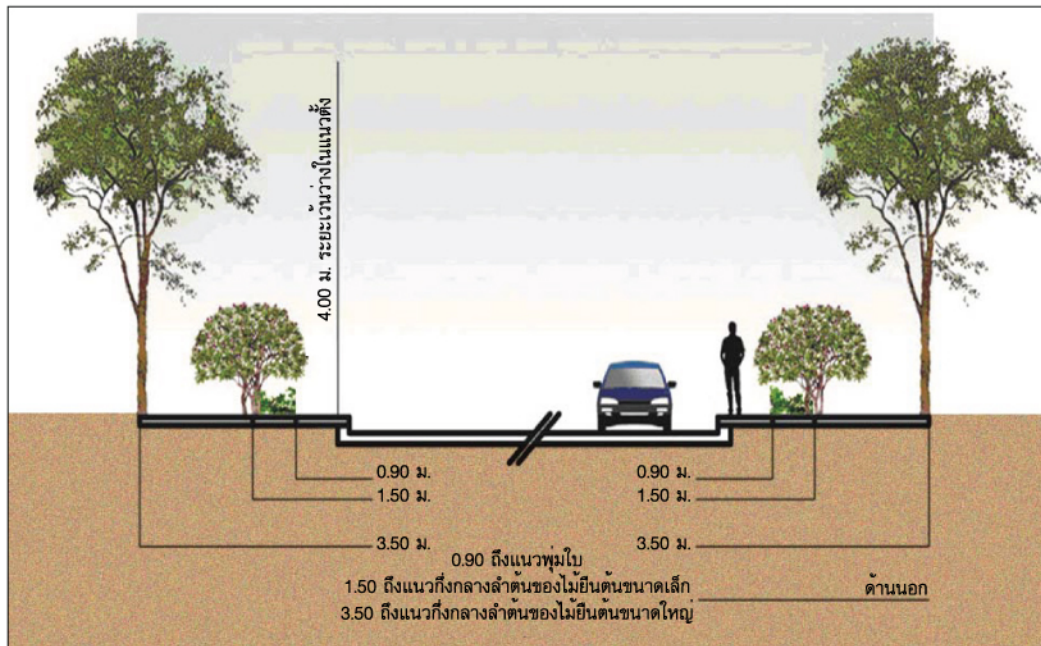 4.00 ม. ระยะเว้นว่างในแนวดิ่ง
0.90 ม.
1.50 ม.
3.50 ม.
0.90 ม.
1.50 ม.
3.50 ม.
0.90 ถึงแนวพุ่มใบ
1.50 ถึงแนวกึ่งกลางลำต้นของไม้ยืนต้นขนาดเล็ก
3.50 ถึงแนวกึ่งกลางลำต้นของไม้ยืนต้นขนาดใหญ่
ด้านนอก